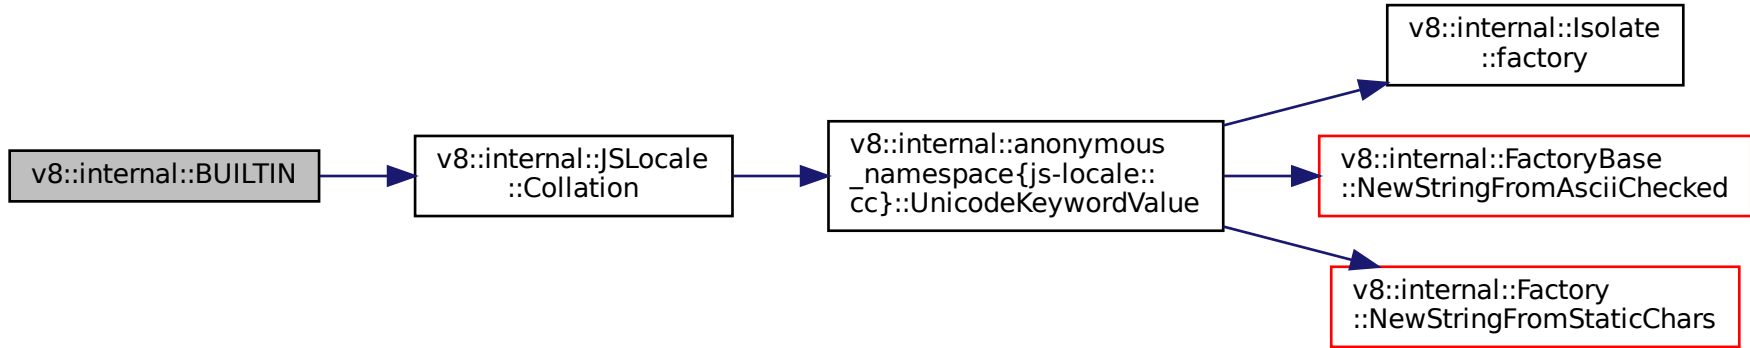 v8::internal::BUILTIN
v8::internal::JSLocale
::Collation
v8::internal::anonymous
_namespace{js-locale::
cc}::UnicodeKeywordValue
v8::internal::Isolate
::factory
v8::internal::FactoryBase
::NewStringFromAsciiChecked
v8::internal::Factory
::NewStringFromStaticChars